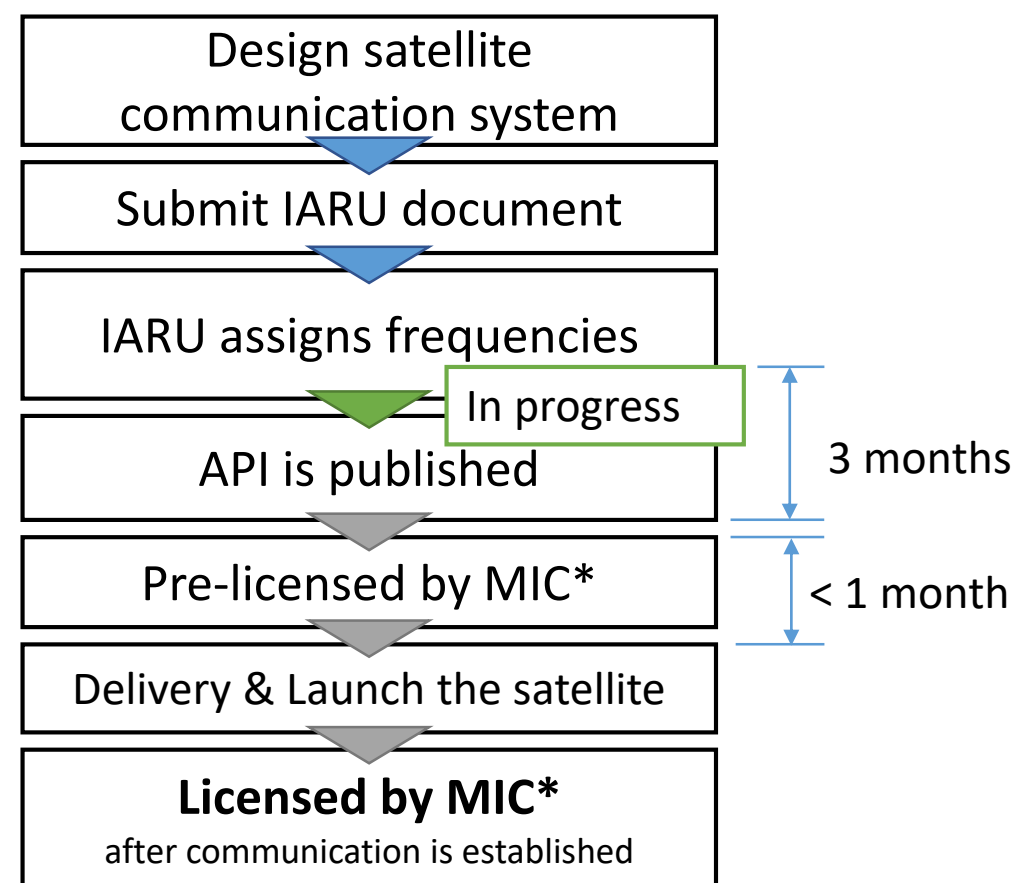 Design satellite
communication system
Submit IARU document
IARU assigns frequencies
In progress
API is published
3 months
Pre-licensed by MIC*
< 1 month
Delivery & Launch the satellite
Licensed by MIC*
after communication is established